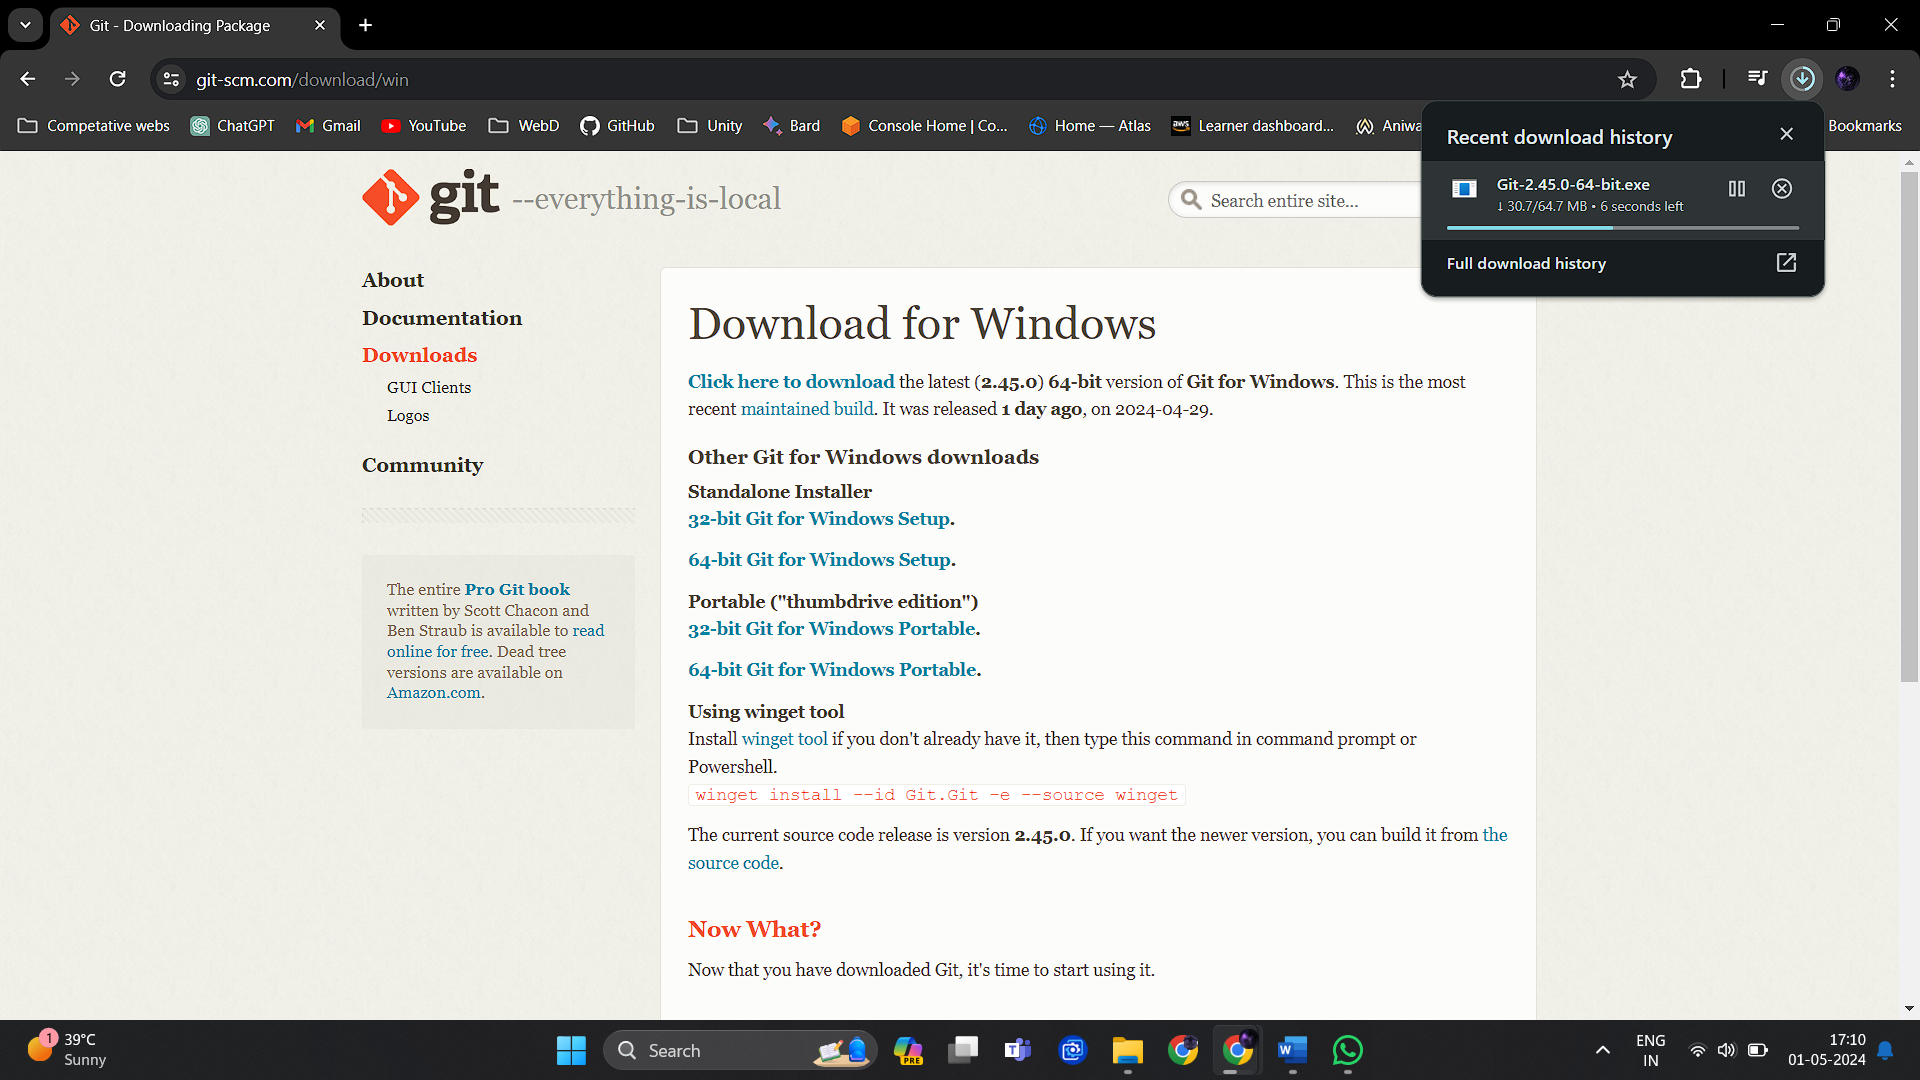 Git - Downloading Package
git-scm.com/download/win
Competative webs
ChatGPT
Gmail
YouTube
WebD
GitHub
Unity
Bard
Console Home | Co...
Home — Atlas
Learner dashboard...
Aniwa
Bookmarks
Recent download history
Git-2.45.0-64-bit.exe
↓ 30.7/64.7 MB • 6 seconds left
Full download history
git --everything-is-local
Search entire site...
About
Documentation
Downloads
GUI Clients
Logos
Community
The entire Pro Git book
written by Scott Chacon and
Ben Straub is available to read
online for free. Dead tree
versions are available on
Amazon.com.
Download for Windows
Click here to download the latest (2.45.0) 64-bit version of Git for Windows. This is the most
recent maintained build. It was released 1 day ago, on 2024-04-29.
Other Git for Windows downloads
Standalone Installer
32-bit Git for Windows Setup.
64-bit Git for Windows Setup.
Portable ("thumbdrive edition")
32-bit Git for Windows Portable.
64-bit Git for Windows Portable.
Using winget tool
Install winget tool if you don't already have it, then type this command in command prompt or
Powershell.
winget install --id Git.Git -e --source winget
The current source code release is version 2.45.0. If you want the newer version, you can build it from the
source code.
Now What?
Now that you have downloaded Git, it's time to start using it.
1
39°C
Sunny
Search
PRE
ENG
IN
17:10
01-05-2024